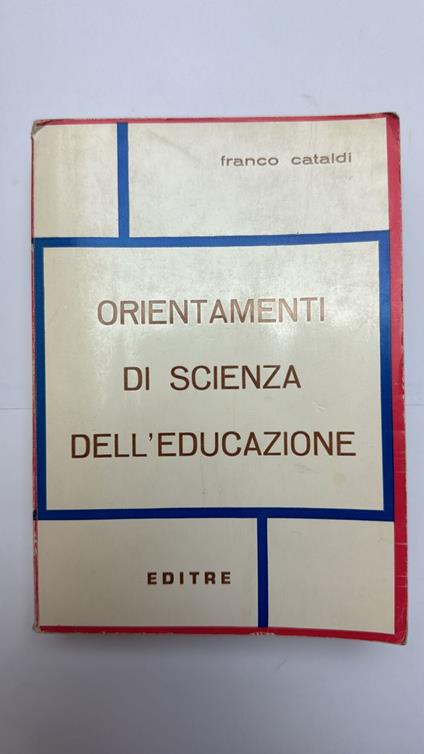 franco cataldi
ORIENTAMENTI
DI SCIENZA
DELL'EDUCAZIONE
EDITRE